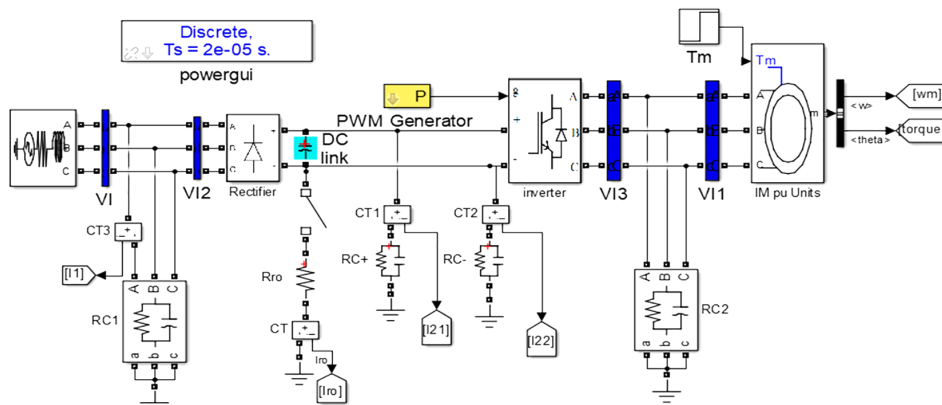 Discrete,
Ts = 2e-05 s.
powergui
Tm
Tm
P
PWM Generator
g
A
B
C
+
-
inverter
A
B
C
VI
VI2
A
B
C
+
-
Rectifier
DC
link
VI3
VI1
A
B
C
m
IM pu Units
<w>
<theta>
[wm]
[torque
CT3
[I1]
A B C
RC1
a b c
Rro
CT
Iro
[Iro]
CT1
RC+
[I21]
CT2
RC-
[I22]
A B C
RC2
a b c